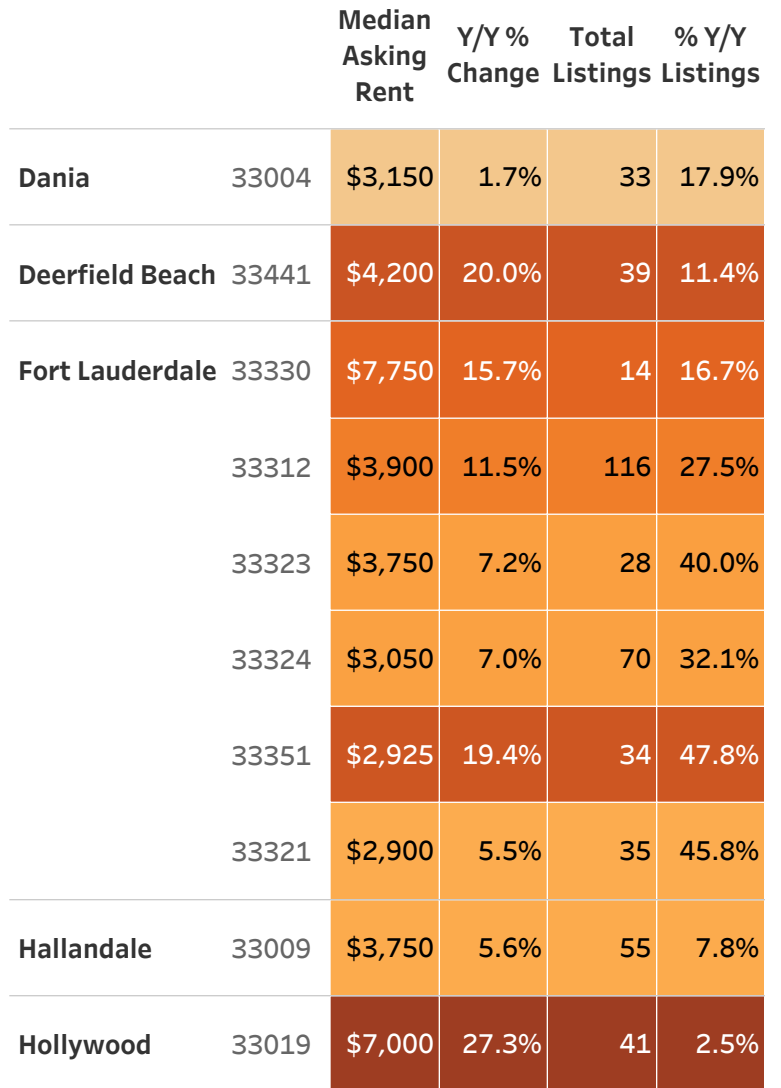 Median Asking Rent Y/Y % Change Total Listings % Y/Y Listings
Dania 33004 $3,150 1.7% 33 17.9%
Deerfield Beach 33441 $4,200 20.0% 39 11.4%
Fort Lauderdale 33330 $7,750 15.7% 14 16.7%
33312 $3,900 11.5% 116 27.5%
33323 $3,750 7.2% 28 40.0%
33324 $3,050 7.0% 70 32.1%
33351 $2,925 19.4% 34 47.8%
33321 $2,900 5.5% 35 45.8%
Hallandale 33009 $3,750 5.6% 55 7.8%
Hollywood 33019 $7,000 27.3% 41 2.5%